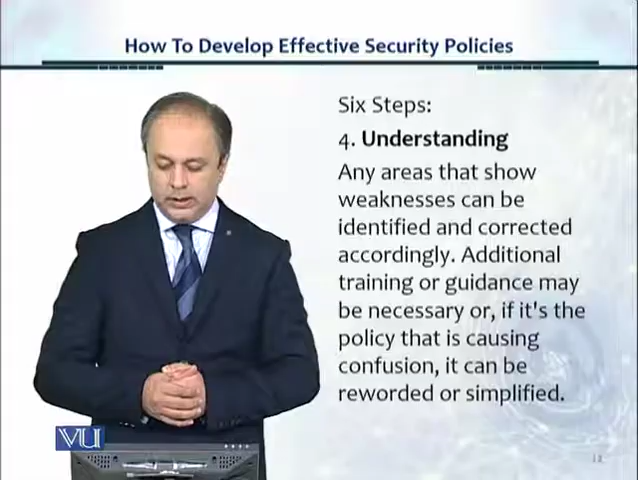 How To Develop Effective Security Policies
Six Steps:
4. Understanding
Any areas that show
weaknesses can be
identified and corrected
accordingly. Additional
training or guidance may
be necessary or, if it's the
policy that is causing
confusion, it can be
reworded or simplified.
VU